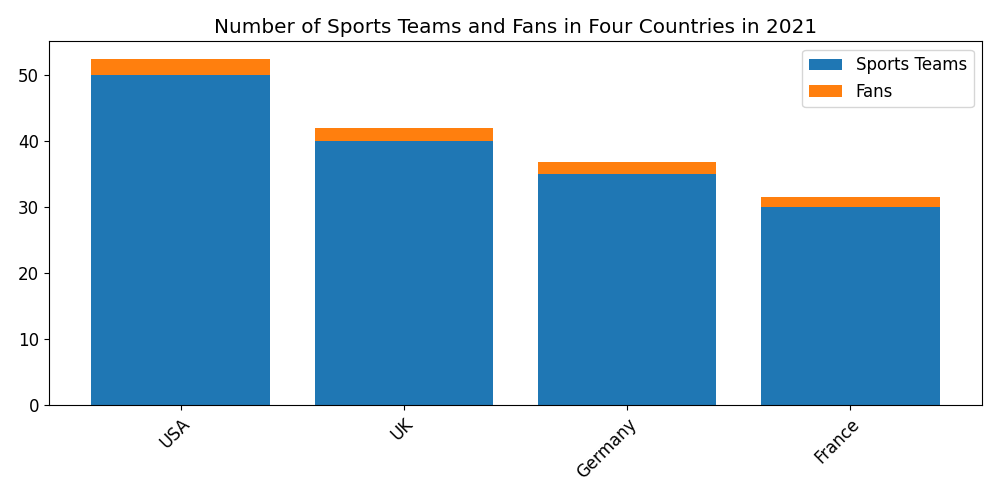 Number of Sports Teams and Fans in Four Countries in 2021
Sports Teams
Fans
50
40
30
20
10
0
USA
UK
Germany
France